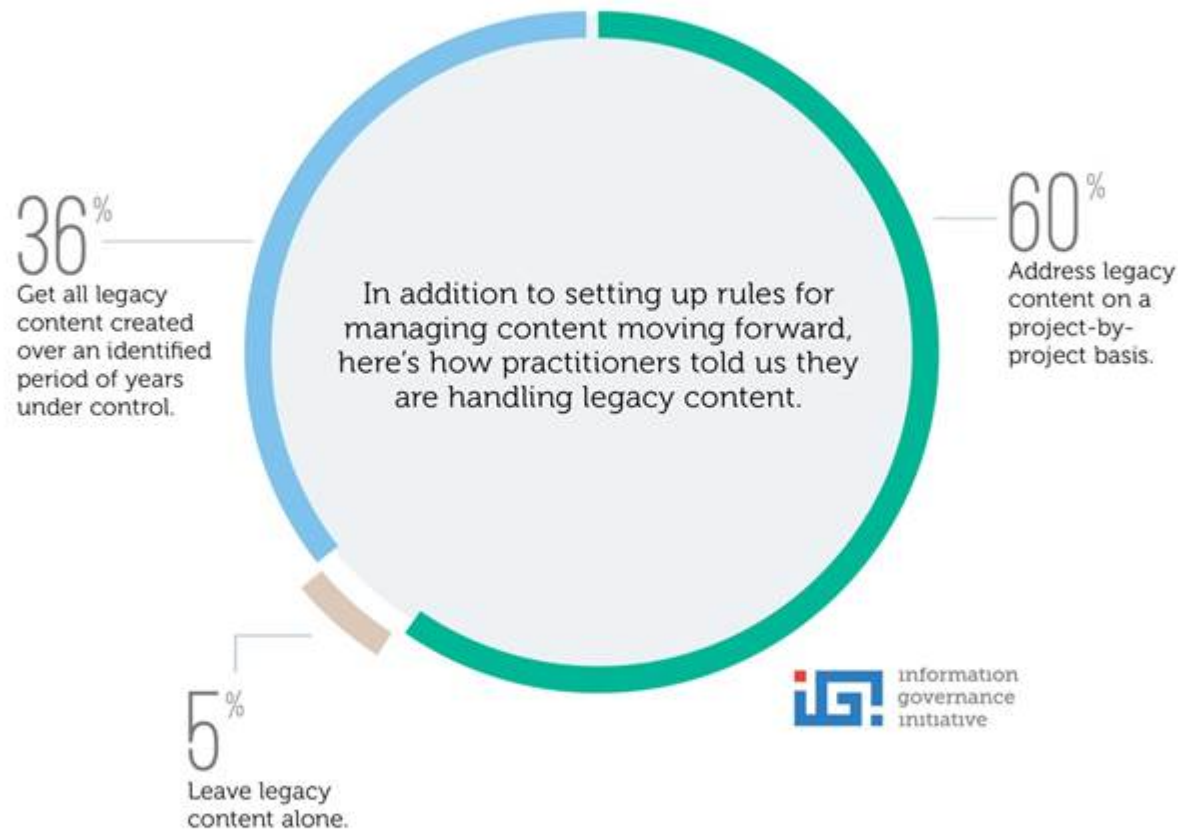 36%
Get all legacy
content created
over an identified
period of years
under control.
In addition to setting up rules for
managing content moving forward,
here's how practitioners told us they
are handling legacy content.
60%
Address legacy
content on a
project-by-
project basis.
5%
Leave legacy
content alone.
iG!
information
governance
initiative